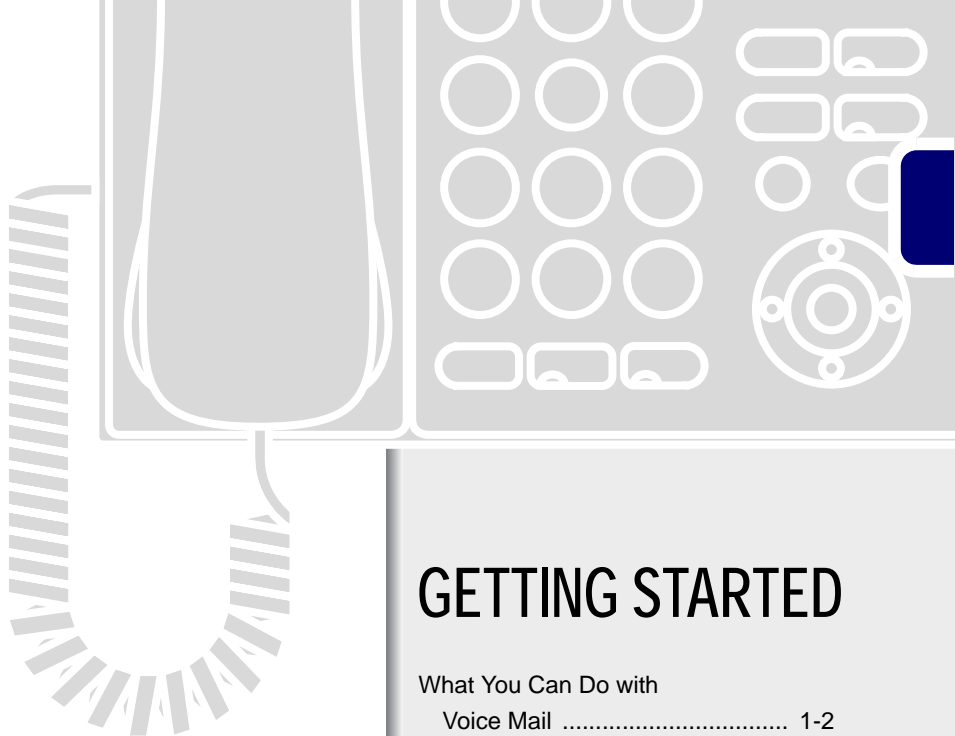 GETTING STARTED
What You Can Do with
Voice Mail .................................. 1-2